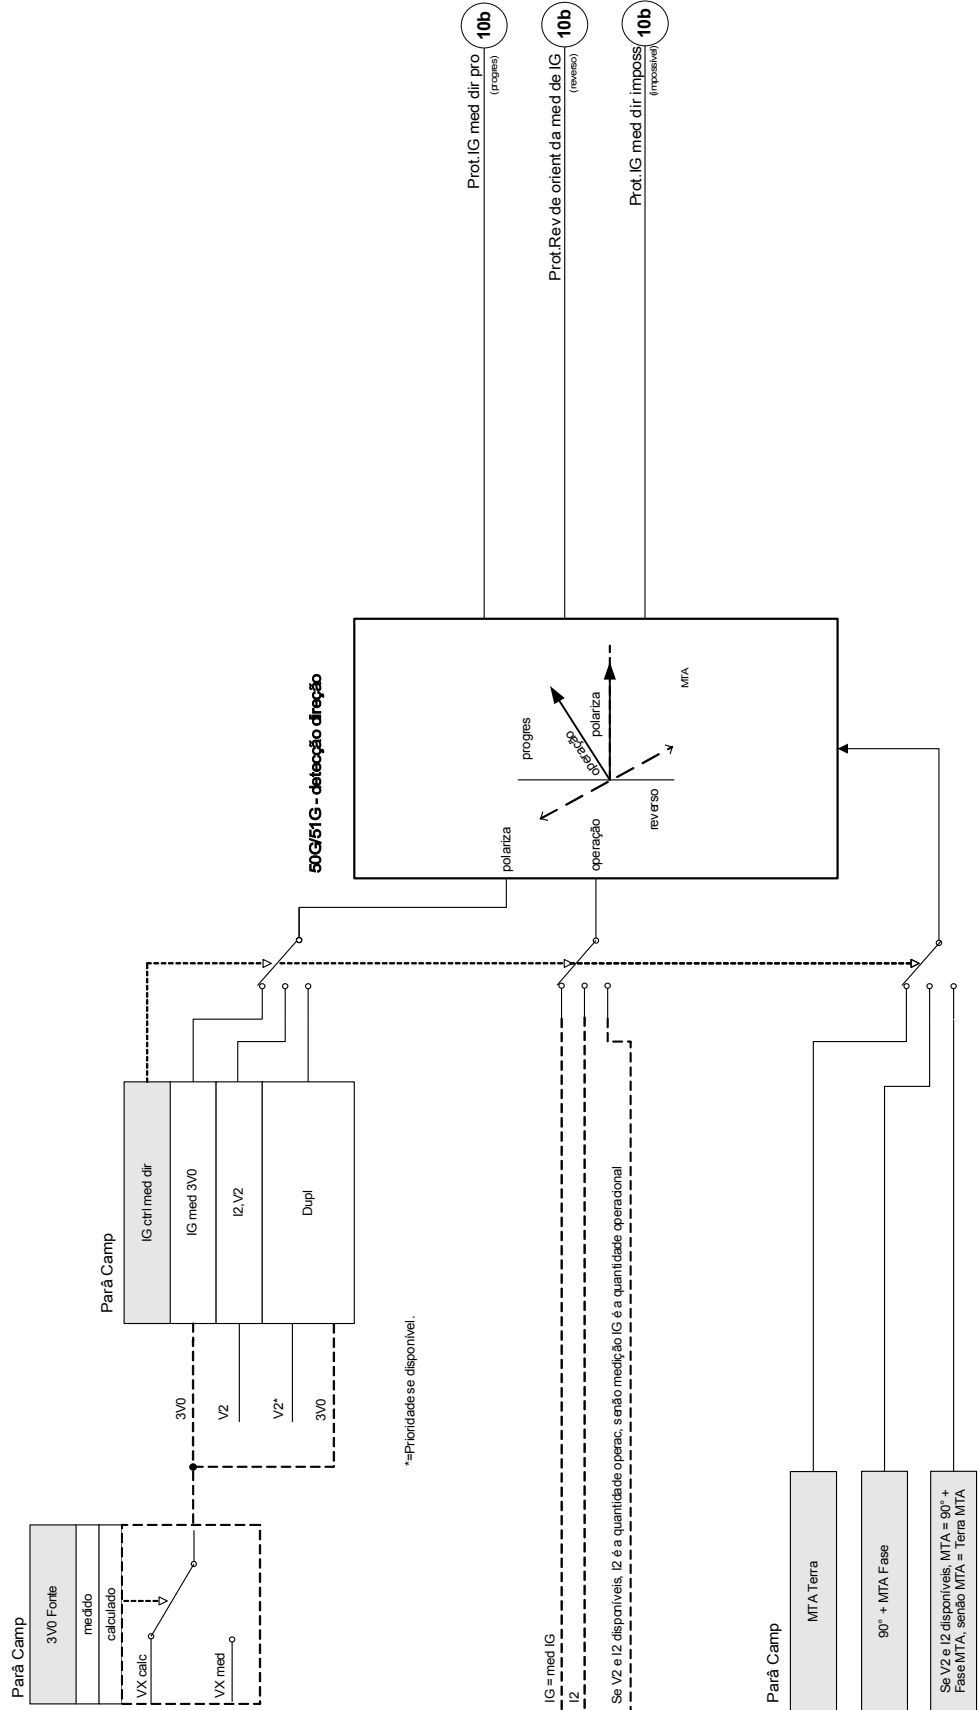 Parâ Camp
3V0 Fonte
medido
calculado
VX calc
VX med
Parâ Camp
IG ctrl med dir
IG med 3V0
I2,V2
Dupl
3V0
V2
V2*
3V0
*=Prioridade se disponível.
50G/51G - detecção direção
polariza
operação
progres
operação
polariza
reverso
MTA
Prot.IG med dir pro
(progres)
10b
Prot.Rev de orient da med de IG
(reverso)
10b
Prot.IG med dir imposs
(impossível)
10b
IG = med IG
I2
Se V2 e I2 disponíveis, I2 é a quantidade operac, senão medição IG é a quantidade operacional
Parâ Camp
MTA Terra
90° + MTA Fase
Se V2 e I2 disponíveis, MTA = 90° +
Fase MTA, senão MTA = Terra MTA